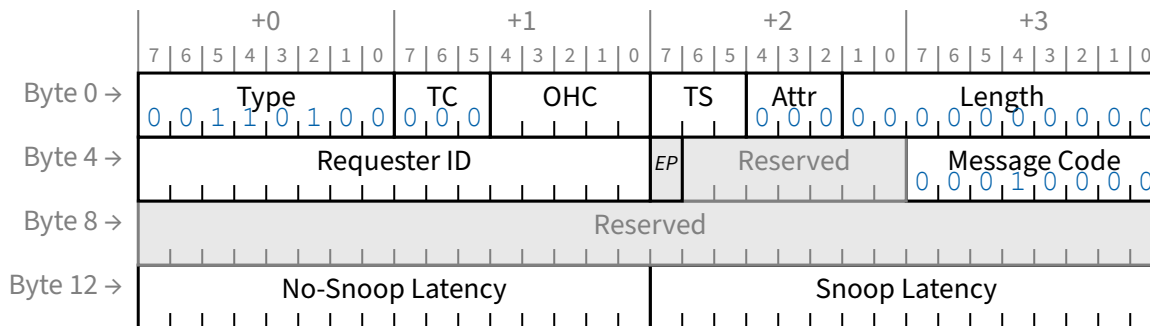 +0 +1 +2 +3
7 6 5 4 3 2 1 0 7 6 5 4 3 2 1 0 7 6 5 4 3 2 1 0 7 6 5 4 3 2 1 0
Byte 0 → Type TC OHC TS Attr Length
0 0 1 1 0 1 0 0 0 0 0 0 0 0 0 0 0 0 0 0 0 0 0 0
Byte 4 → Requester ID EP Reserved Message Code
0 0 0 1 0 0 0 0
Byte 8 → Reserved
Byte 12 → No-Snoop Latency Snoop Latency